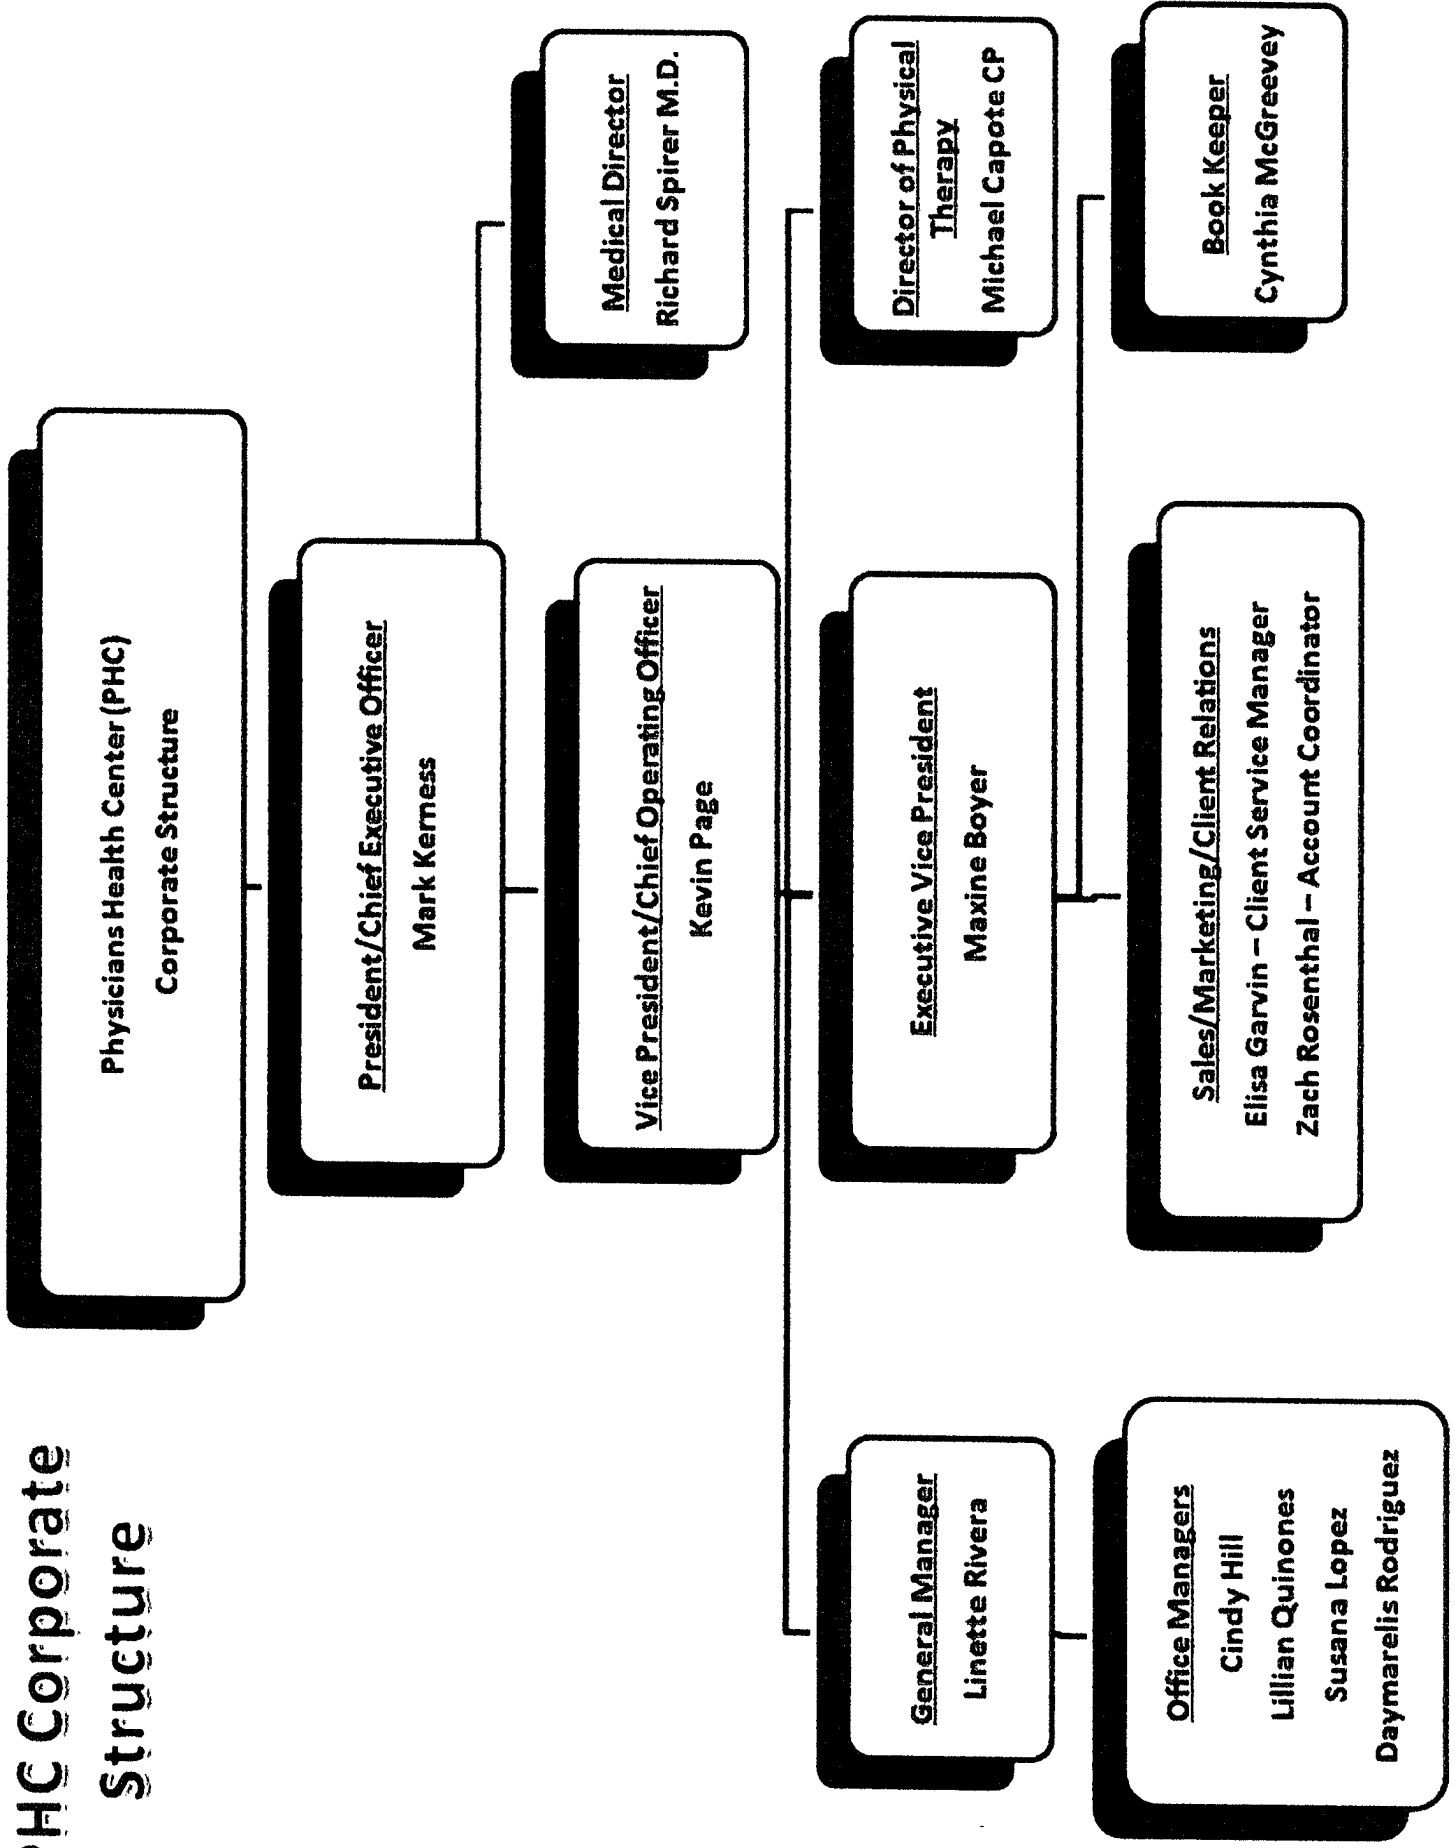 PHC Corporate
Structure
Physicians Health Center (PHC)
Corporate Structure
President/Chief Executive Officer
Mark Kerness
Medical Director
Richard Spirer M.D.
Vice President/Chief Operating Officer
Kevin Page
General Manager
Linette Rivera
Executive Vice President
Maxine Boyer
Director of Physical
Therapy
Michael Capote CP
Office Managers
Cindy Hill
Lillian Quinones
Susana Lopez
Daymarelis Rodriguez
Sales/Marketing/Client Relations
Elisa Garvin – Client Service Manager
Zach Rosenthal – Account Coordinator
Book Keeper
Cynthia McGreevey